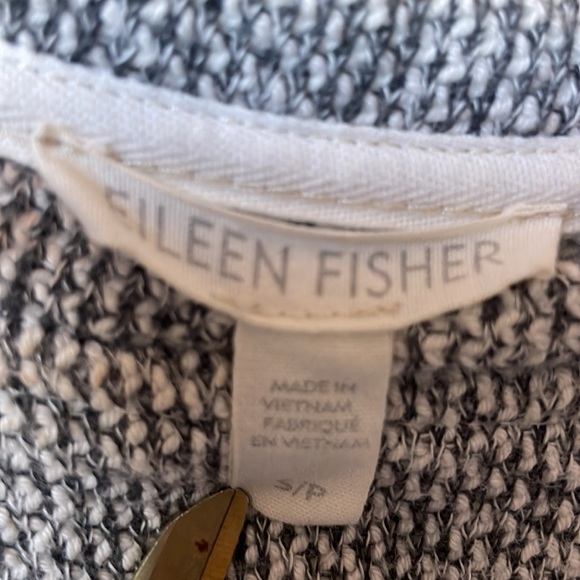 EILEEN FISHER
MADE IN
VIETNAM
FABRIQUÉ
EN VIETNAM
S/P